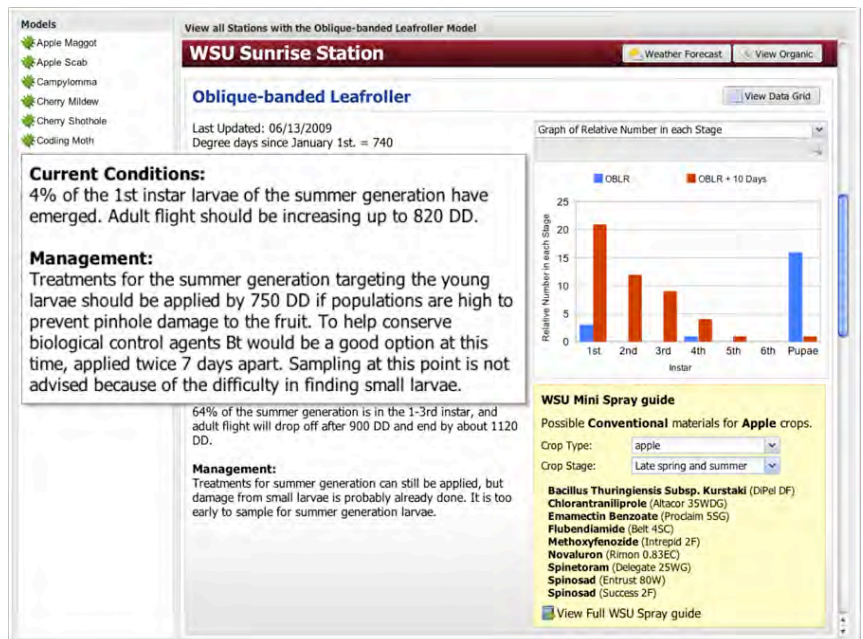 Models
Apple Maggot
Apple Scab
Campylomma
Cherry Mildew
Cherry Shothole
Codling Moth
View all Stations with the Oblique-banded Leafroller Model
WSU Sunrise Station
Weather Forecast
View Organic
Oblique-banded Leafroller
View Data Grid
Last Updated: 06/13/2009
Degree days since January 1st. = 740
Current Conditions:
4% of the 1st instar larvae of the summer generation have
emerged. Adult flight should be increasing up to 820 DD.
Management:
Treatments for the summer generation targeting the young
larvae should be applied by 750 DD if populations are high to
prevent pinhole damage to the fruit. To help conserve
biological control agents Bt would be a good option at this
time, applied twice 7 days apart. Sampling at this point is not
advised because of the difficulty in finding small larvae.
64% of the summer generation is in the 1-3rd instar, and
adult flight will drop off after 900 DD and end by about 1120
DD.
Management:
Treatments for summer generation can still be applied, but
damage from small larvae is probably already done. It is too
early to sample for summer generation larvae.
Graph of Relative Number in each Stage
OBLR
OBLR + 10 Days
Relative Number in each Stage
25
20
15
10
5
0
1st 2nd 3rd 4th 5th 6th Pupae
Instar
WSU Mini Spray guide
Possible Conventional materials for Apple crops.
Crop Type: apple
Crop Stage: Late spring and summer
Bacillus Thuringiensis Subsp. Kurstaki (DiPel DF)
Chlorantraniliprole (Altacor 35WDG)
Emamectin Benzoate (Proclaim 5SG)
Flubendiamide (Belt 4SC)
Methoxyfenozide (Intrepid 2F)
Novaluron (Rimon 0.83EC)
Spinetoram (Delegate 25WG)
Spinosad (Entrust 80W)
Spinosad (Success 2F)
View Full WSU Spray guide